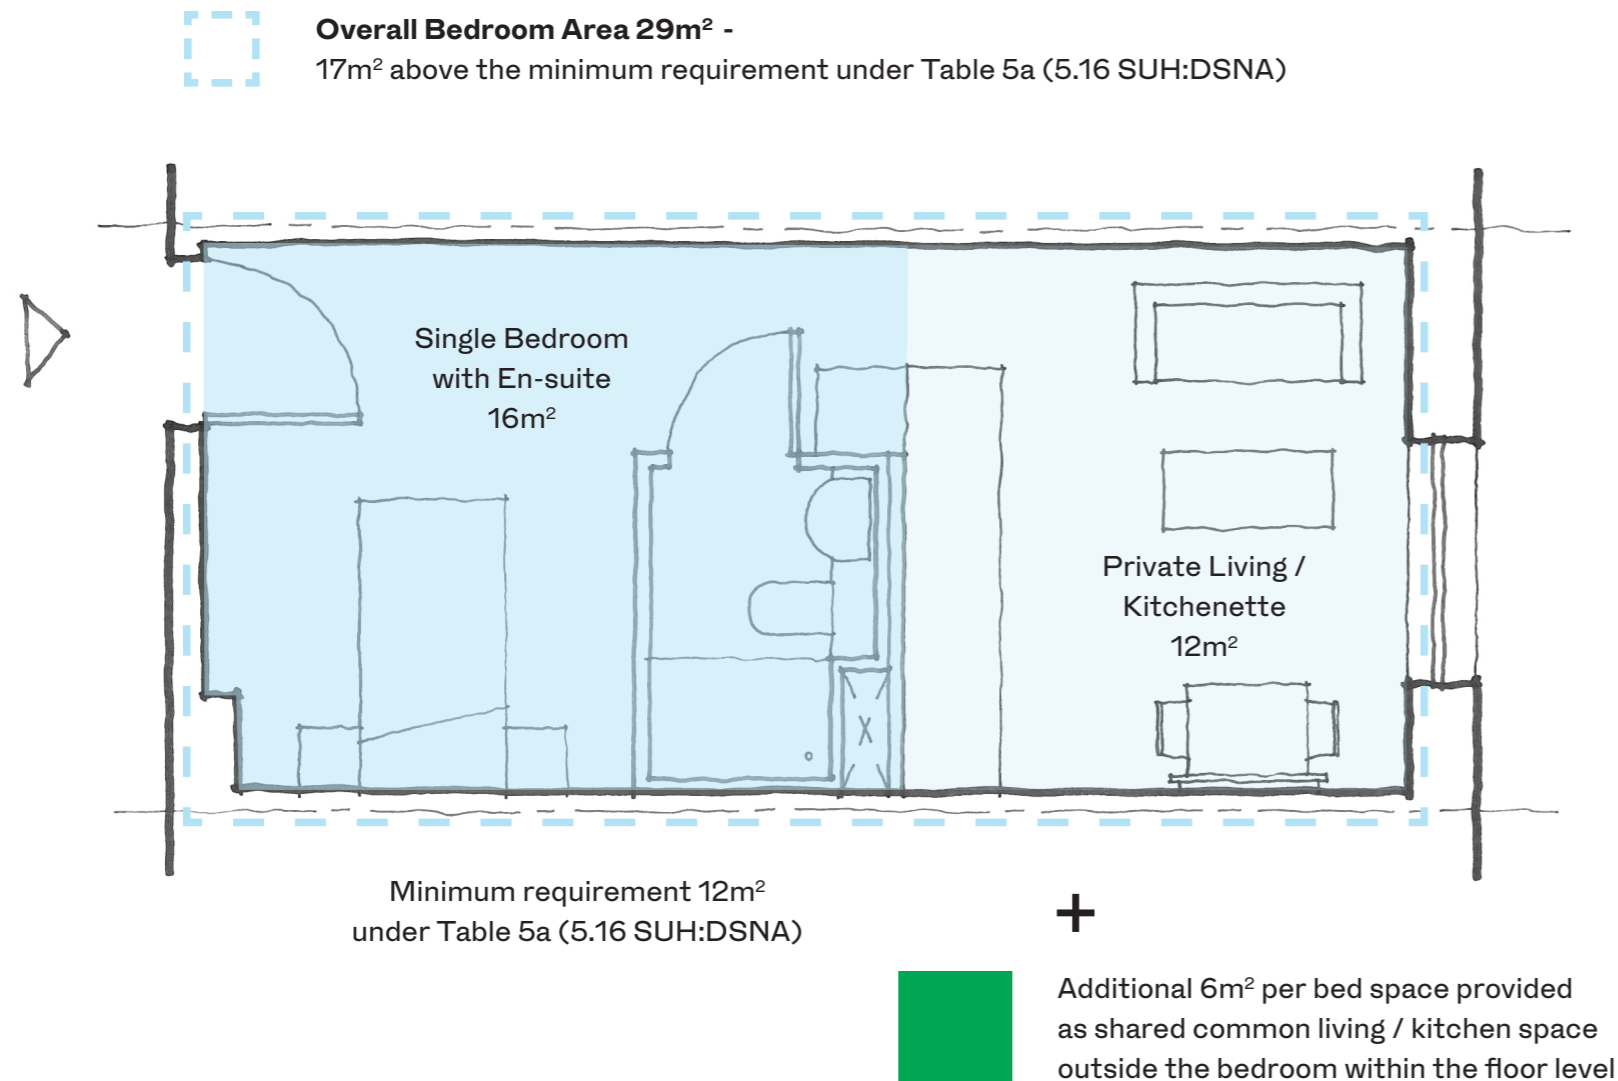 Overall Bedroom Area 29m² -
17m² above the minimum requirement under Table 5a (5.16 SUH:DSNA)
Single Bedroom
with En-suite
16m²
Private Living /
Kitchenette
12m²
X
Minimum requirement 12m²
under Table 5a (5.16 SUH:DSNA)
+
Additional 6m² per bed space provided
as shared common living / kitchen space
outside the bedroom within the floor level